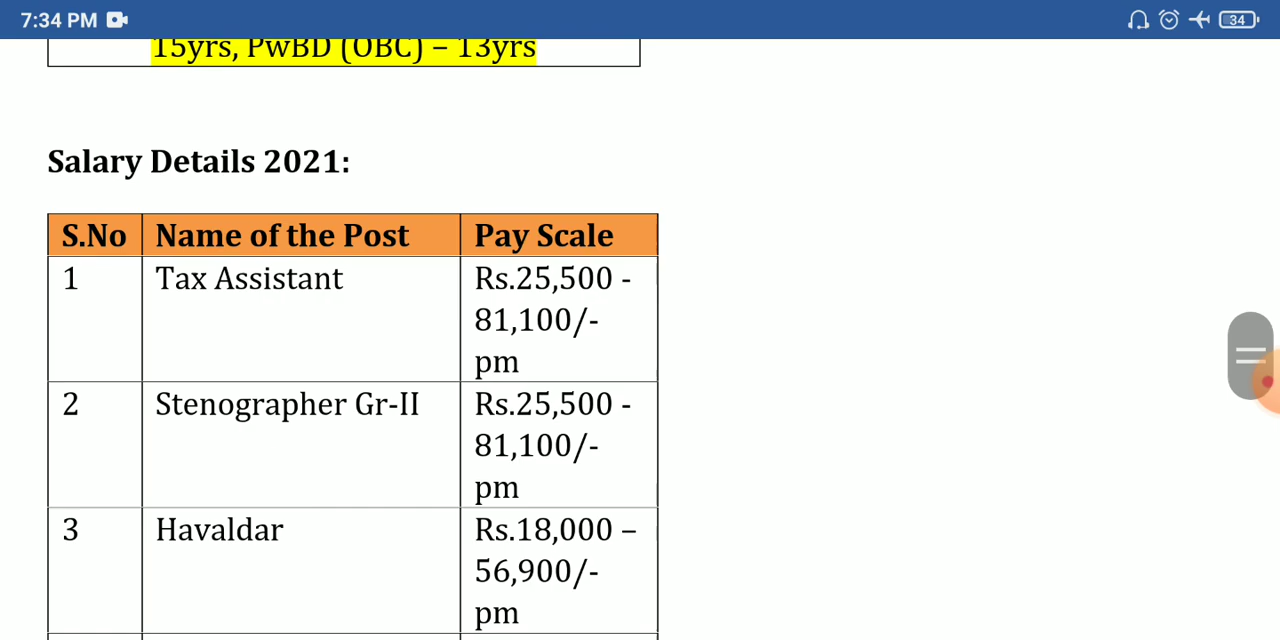 7:34 PM
34
15yrs, PwBD (OBC) – 13yrs
Salary Details 2021:
S.No Name of the Post Pay Scale
1 Tax Assistant Rs.25,500 -
81,100/-
pm
2 Stenographer Gr-II Rs.25,500 -
81,100/-
pm
3 Havaldar Rs.18,000 –
56,900/-
pm